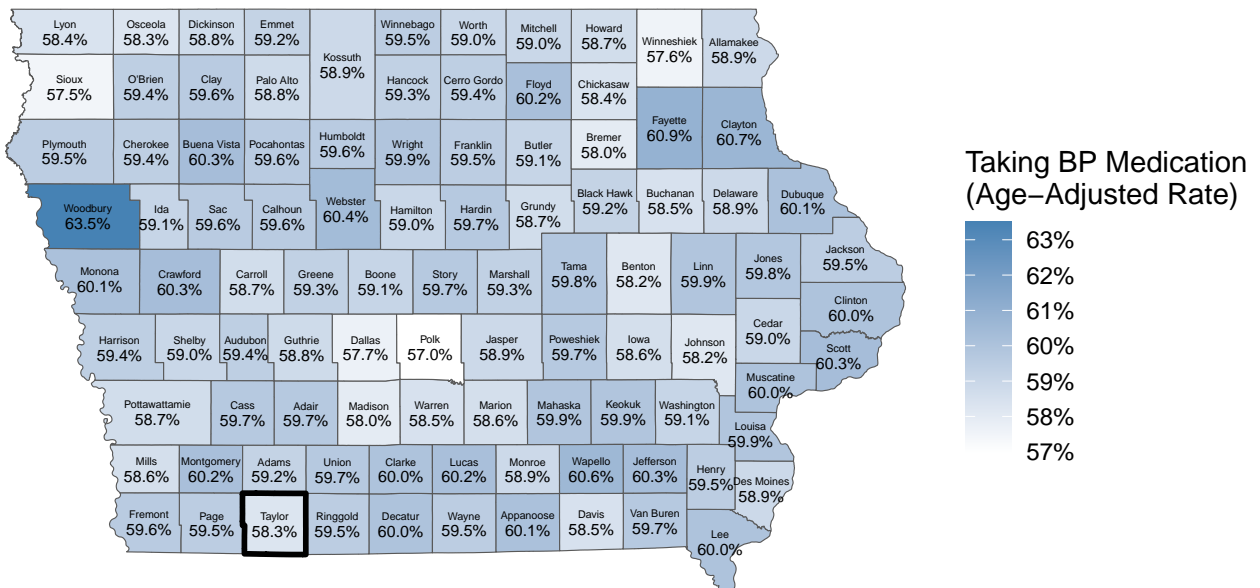 Lyon
58.4%
Osceola
58.3%
Dickinson
58.8%
Emmet
59.2%
Kossuth
58.9%
Winnebago
59.5%
Worth
59.0%
Mitchell
59.0%
Howard
58.7%
Winneshiek
57.6%
Allamakee
58.9%
Sioux
57.5%
O'Brien
59.4%
Clay
59.6%
Palo Alto
58.8%
Hancock
59.3%
Cerro Gordo
59.4%
Floyd
60.2%
Chickasaw
58.4%
Fayette
60.9%
Clayton
60.7%
Plymouth
59.5%
Cherokee
59.4%
Buena Vista
60.3%
Pocahontas
59.6%
Humboldt
59.6%
Wright
59.9%
Franklin
59.5%
Butler
59.1%
Bremer
58.0%
Woodbury
63.5%
Ida
59.1%
Sac
59.6%
Calhoun
59.6%
Webster
60.4%
Hamilton
59.0%
Hardin
59.7%
Grundy
58.7%
Black Hawk
59.2%
Buchanan
58.5%
Delaware
58.9%
Dubuque
60.1%
Monona
60.1%
Crawford
60.3%
Carroll
58.7%
Greene
59.3%
Boone
59.1%
Story
59.7%
Marshall
59.3%
Tama
59.8%
Benton
58.2%
Linn
59.9%
Jones
59.8%
Jackson
59.5%
Clinton
60.0%
Harrison
59.4%
Shelby
59.0%
Audubon
59.4%
Guthrie
58.8%
Dallas
57.7%
Polk
57.0%
Jasper
58.9%
Poweshiek
59.7%
Iowa
58.6%
Johnson
58.2%
Cedar
59.0%
Scott
60.3%
Muscatine
60.0%
Pottawattamie
58.7%
Cass
59.7%
Adair
59.7%
Madison
58.0%
Warren
58.5%
Marion
58.6%
Mahaska
59.9%
Keokuk
59.9%
Washington
59.1%
Louisa
59.9%
Mills
58.6%
Montgomery
60.2%
Adams
59.2%
Union
59.7%
Clarke
60.0%
Lucas
60.2%
Monroe
58.9%
Wapello
60.6%
Jefferson
60.3%
Henry
59.5%
Des Moines
58.9%
Fremont
59.6%
Page
59.5%
Taylor
58.3%
Ringgold
59.5%
Decatur
60.0%
Wayne
59.5%
Appanoose
60.1%
Davis
58.5%
Van Buren
59.7%
Lee
60.0%
Taking BP Medication
(Age−Adjusted Rate)
63%
62%
61%
60%
59%
58%
57%